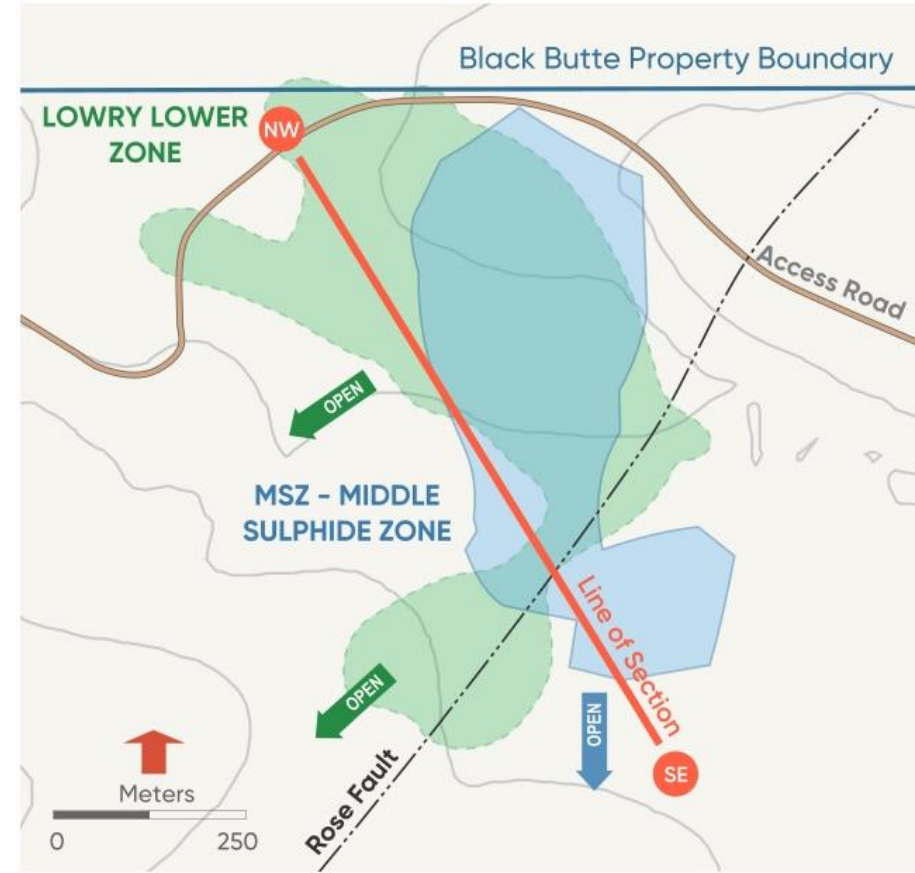 Black Butte Property Boundary
LOWRY LOWER
ZONE
NW
Access Road
OPEN
MSZ - MIDDLE
SULPHIDE ZONE
Line of Section
OPEN
OPEN
SE
Rose Fault
Meters
0 250